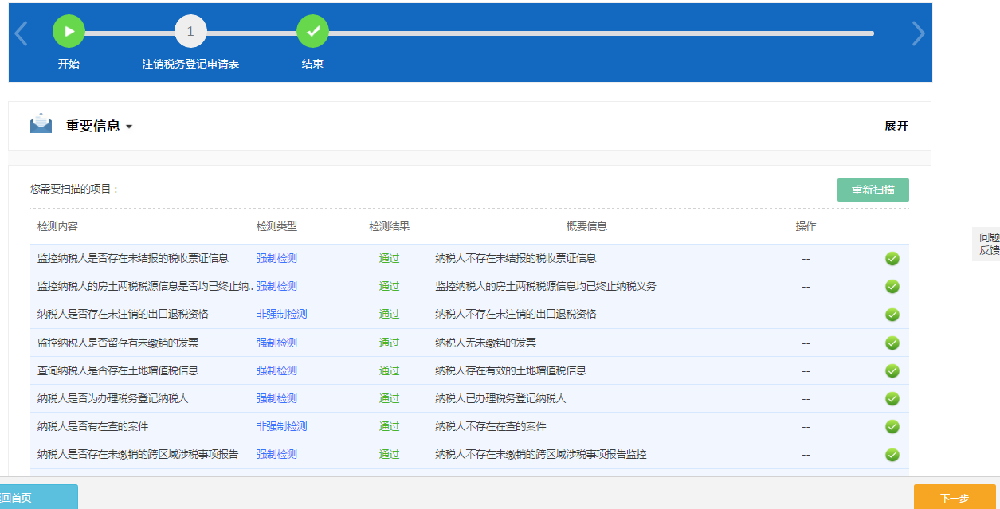 1
开始
注销税务登记申请表
结束
重要信息
展开
您需要扫描的项目：
重新扫描
检测内容 检测类型 检测结果 概要信息 操作
监控纳税人是否存在未结报的税收票证信息 强制检测 通过 纳税人不存在未结报的税收票证信息 --
监控纳税人的房土两税税源信息是否均已终止纳.. 强制检测 通过 监控纳税人的房土两税税源信息均已终止纳税义务 --
纳税人是否存在未注销的出口退税资格 非强制检测 通过 纳税人不存在未注销的出口退税资格 --
监控纳税人是否留存有未缴销的发票 强制检测 通过 纳税人无未缴销的发票 --
查询纳税人是否存在土地增值税信息 强制检测 通过 纳税人存在有效的土地增值税信息 --
纳税人是否为办理税务登记纳税人 强制检测 通过 纳税人已办理税务登记纳税人 --
纳税人是否有在查的案件 非强制检测 通过 纳税人不存在在查的案件 --
纳税人是否存在未缴销的跨区域涉税事项报告 强制检测 通过 纳税人不存在未缴销的跨区域涉税事项报告监控 --
问题
反馈
回首页
下一步